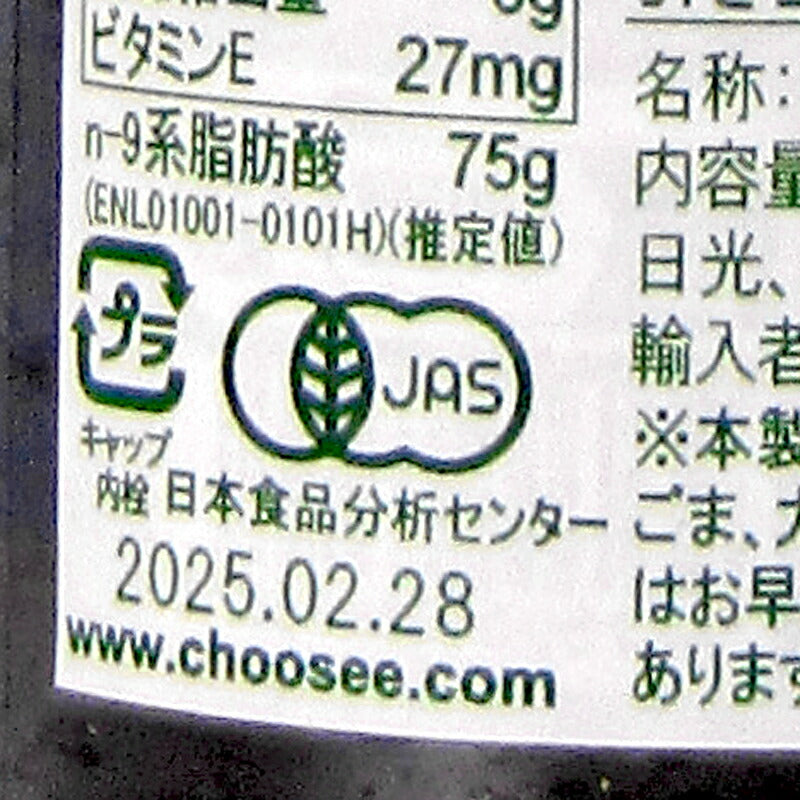 ビタミンE 27mg
n-9系脂肪酸 75g
(ENL01001-0101H)(推定値)
プラ
JAS
キャップ
内栓 日本食品分析センター
2025.02.28
www.choosee.com
名称:
内容量
日光、
輸入者
※本製
ごま、
はお早
あります